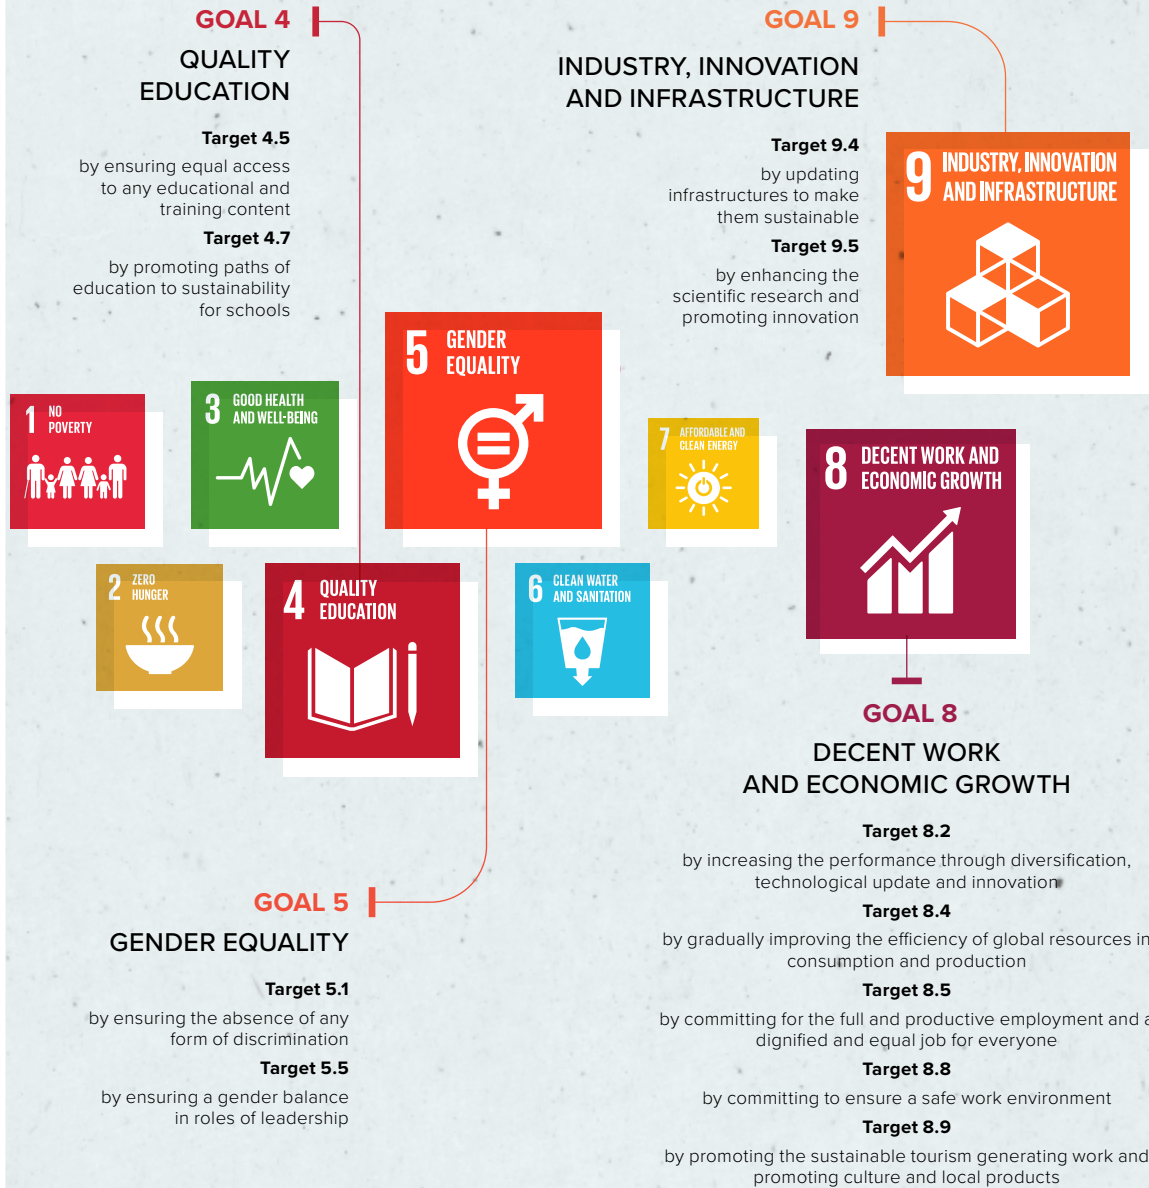 GOAL 4
QUALITY
EDUCATION
Target 4.5
by ensuring equal access
to any educational and
training content
Target 4.7
by promoting paths of
education to sustainability
for schools
GOAL 9
INDUSTRY, INNOVATION
AND INFRASTRUCTURE
Target 9.4
by updating
infrastructures to make
them sustainable
Target 9.5
by enhancing the
scientific research and
promoting innovation
9 INDUSTRY, INNOVATION
AND INFRASTRUCTURE
1 NO
POVERTY
2 ZERO
HUNGER
3 GOOD HEALTH
AND WELL-BEING
4 QUALITY
EDUCATION
5 GENDER
EQUALITY
6 CLEAN WATER
AND SANITATION
7 AFFORDABLE AND
CLEAN ENERGY
8 DECENT WORK AND
ECONOMIC GROWTH
GOAL 5
GENDER EQUALITY
Target 5.1
by ensuring the absence of any
form of discrimination
Target 5.5
by ensuring a gender balance
in roles of leadership
GOAL 8
DECENT WORK
AND ECONOMIC GROWTH
Target 8.2
by increasing the performance through diversification,
technological update and innovation
Target 8.4
by gradually improving the efficiency of global resources in
consumption and production
Target 8.5
by committing for the full and productive employment and a
dignified and equal job for everyone
Target 8.8
by committing to ensure a safe work environment
Target 8.9
by promoting the sustainable tourism generating work and
promoting culture and local products